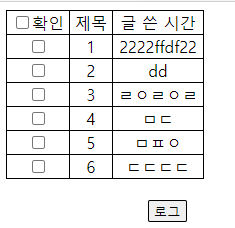 확인 제목 글 쓴 시간
1 2222ffdf22
2 dd
3 ㄹㅇㄹㅇㄹ
4 ㅁㄷ
5 ㅁㅍㅇ
6 ㄷㄷㄷㄷ
로그